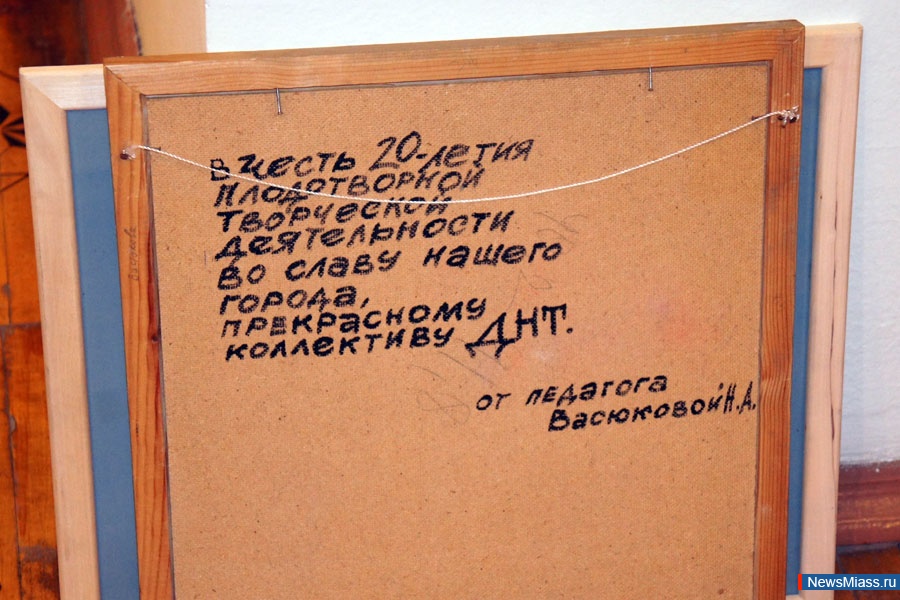 В честь 20-летия
плодотворной
творческой
деятельности
во славу нашего
города,
прекрасному
коллективу ДНТ.
от педагога
Васюковой Н.А.
NewsMiass.ru